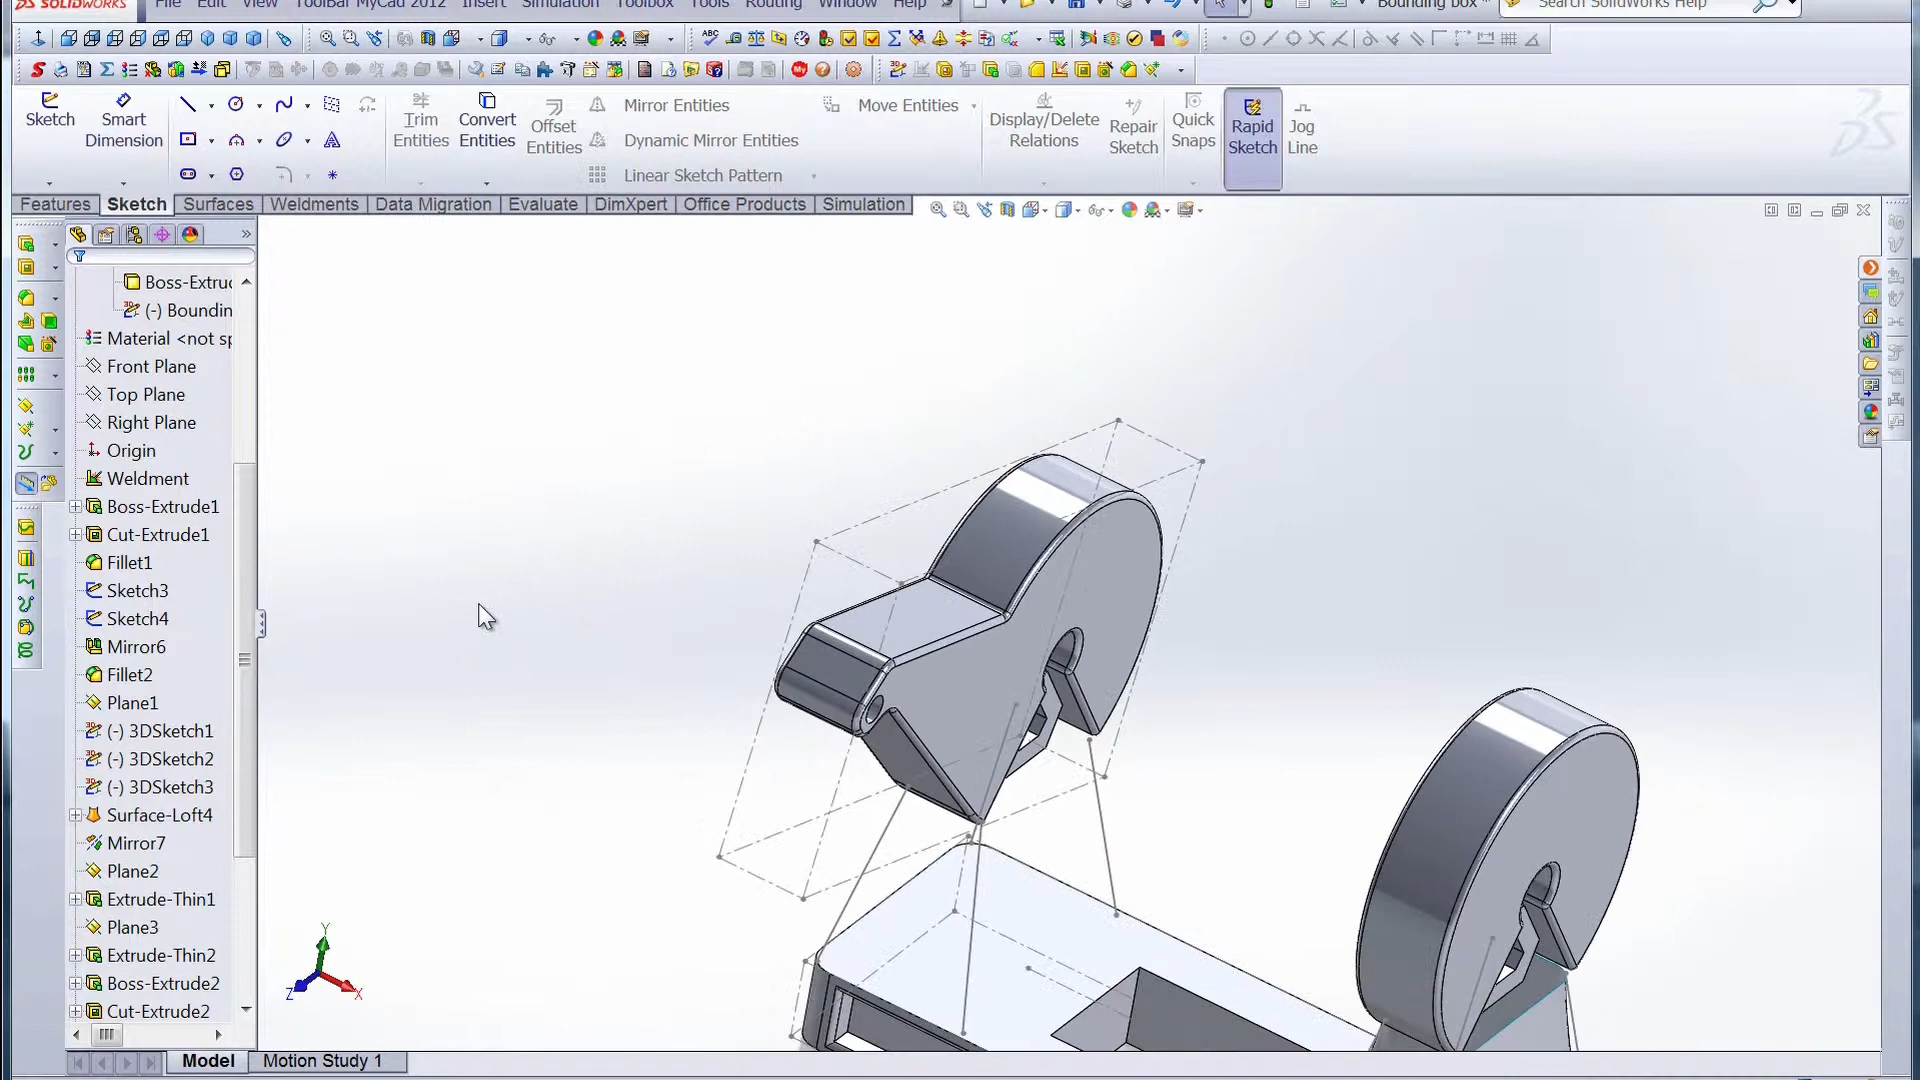 SOLIDWORKS File Edit View ToolBar MyCad 2012 Insert Simulation Toolbox Tools Routing Window Help Bounding box * Search SolidWorks Help
Sketch
Smart Dimension
Trim Entities
Convert Entities
Offset Entities
Mirror Entities
Dynamic Mirror Entities
Linear Sketch Pattern
Move Entities
Display/Delete Relations
Repair Sketch
Quick Snaps
Rapid Sketch
Jog Line
Features Sketch Surfaces Weldments Data Migration Evaluate DimXpert Office Products Simulation
Boss-Extruc
(-) Boundin
Material <not sp
Front Plane
Top Plane
Right Plane
Origin
Weldment
Boss-Extrude1
Cut-Extrude1
Fillet1
Sketch3
Sketch4
Mirror6
Fillet2
Plane1
(-) 3DSketch1
(-) 3DSketch2
(-) 3DSketch3
Surface-Loft4
Mirror7
Plane2
Extrude-Thin1
Plane3
Extrude-Thin2
Boss-Extrude2
Cut-Extrude2
Y
Z X
Model Motion Study 1